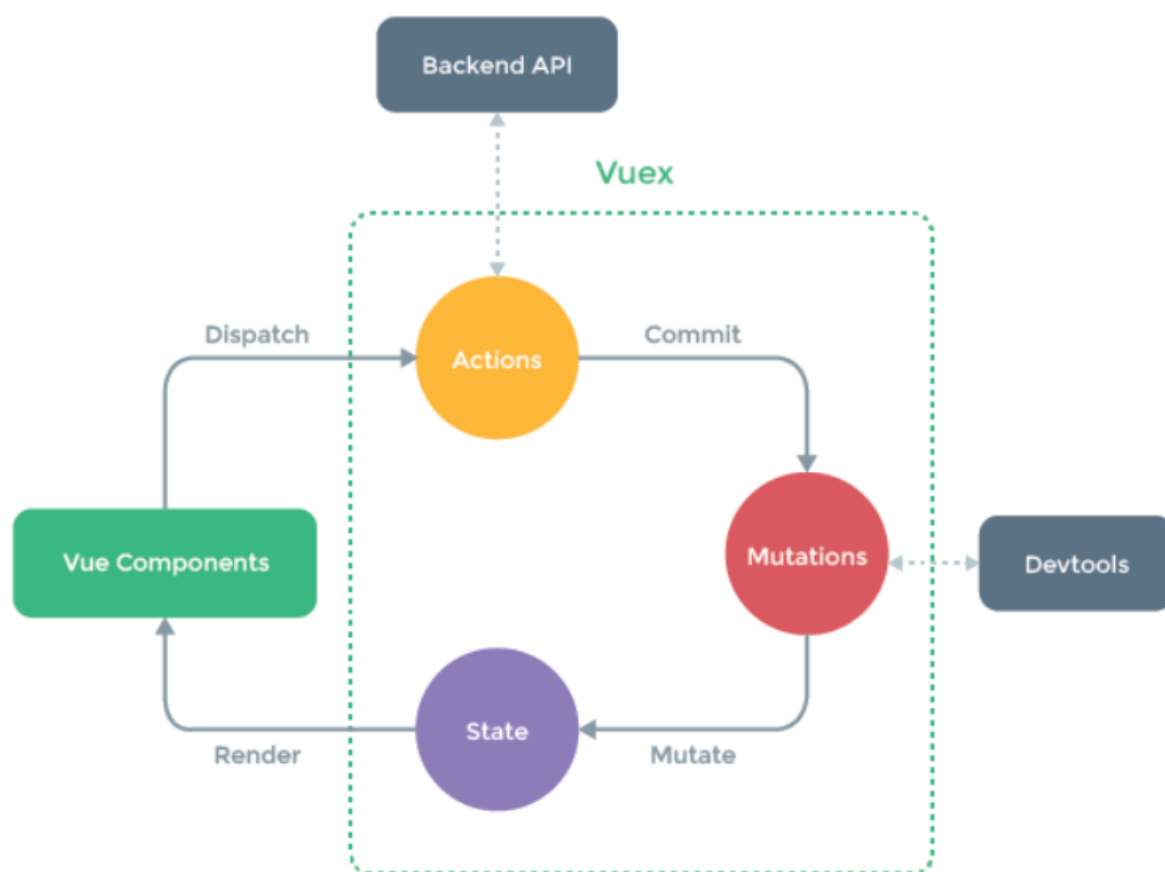 Backend API
Vuex
Dispatch
Commit
Actions
Vue Components
Mutations
Devtools
State
Render
Mutate